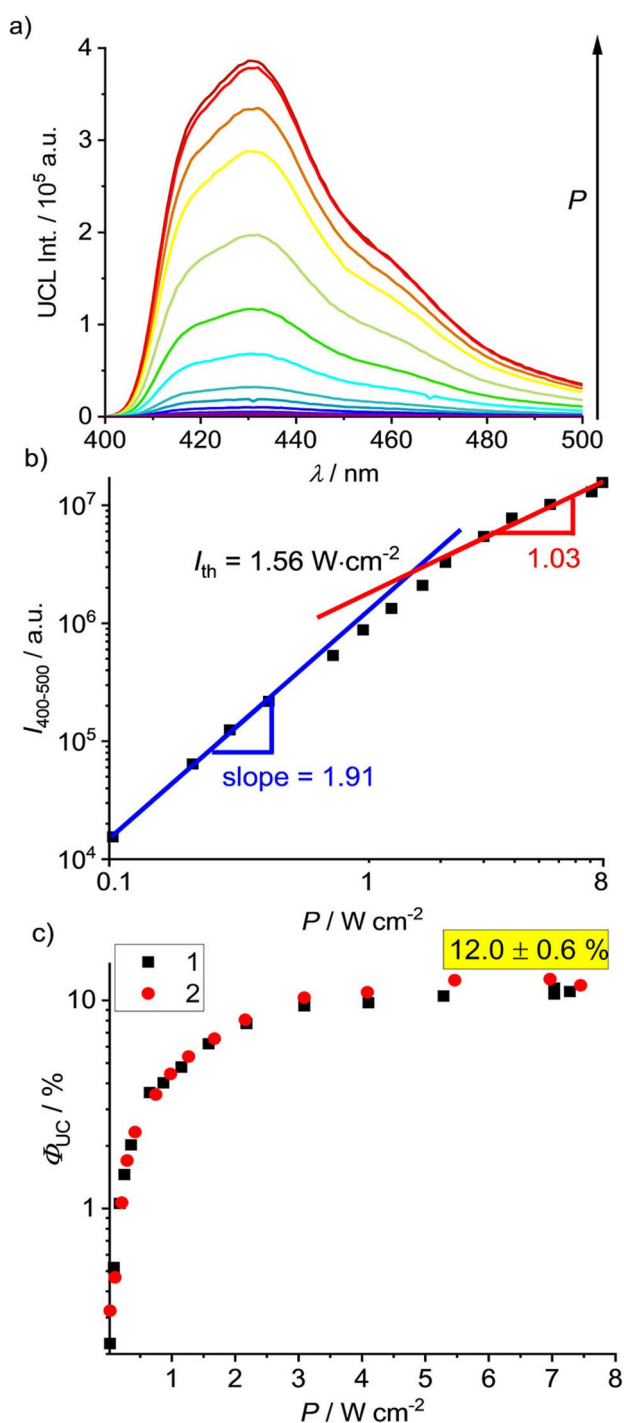 a)
4
3
2
1
0
UCL Int. / 10⁵ a.u.
P
400
420
440
460
480
500
λ / nm
b)
10⁷
10⁶
10⁵
10⁴
I₄₀₀₋₅₀₀ / a.u.
Iₜₕ = 1.56 W·cm⁻²
1.03
slope = 1.91
0.1
1
8
P / W cm⁻²
c)
1
2
12.0 ± 0.6 %
10
1
Φ_UC / %
1
2
3
4
5
6
7
8
P / W cm⁻²